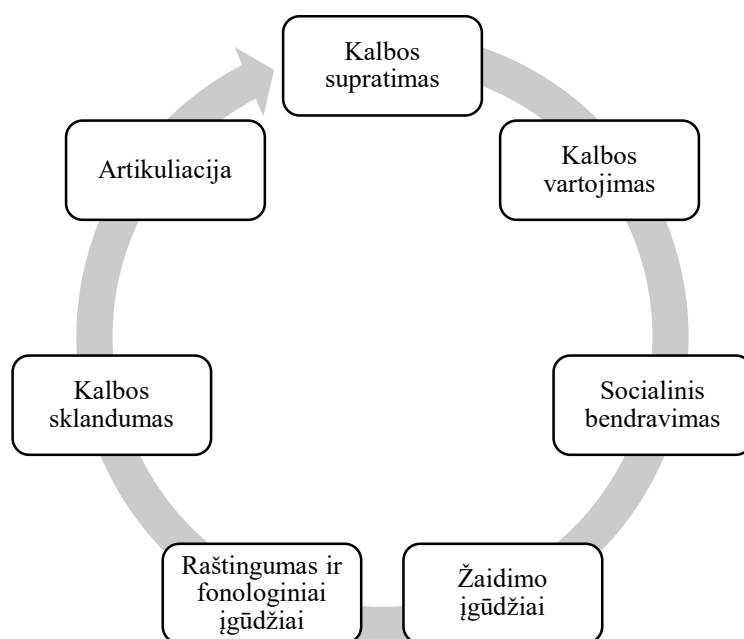 Kalbos
supratimas
Kalbos
vartojimas
Socialinis
bendravimas
Žaidimo
įgūdžiai
Raštingumas ir
fonologiniai
įgūdžiai
Kalbos
sklandumas
Artikuliacija